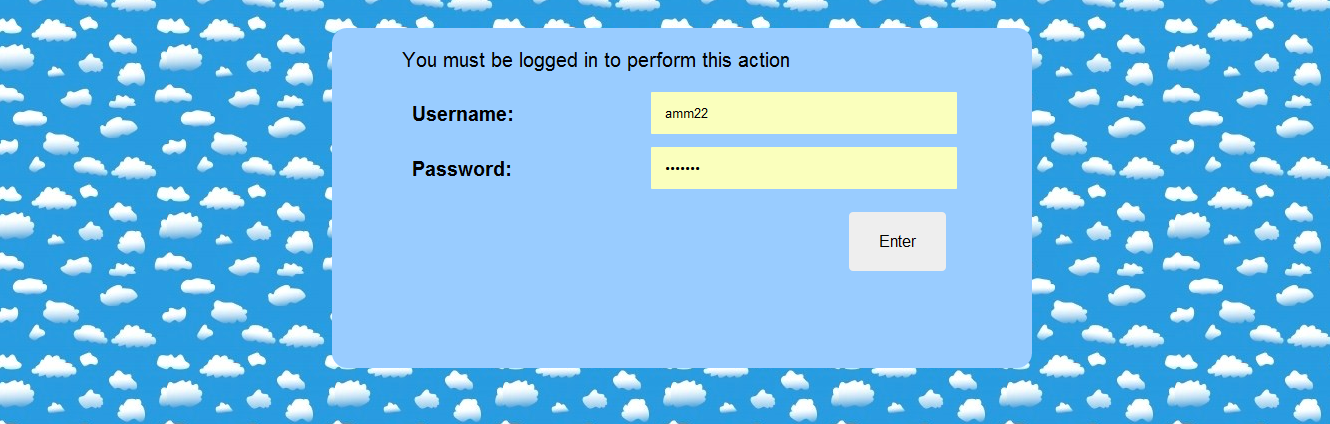 You must be logged in to perform this action
Username: amm22
Password: •••••••
Enter